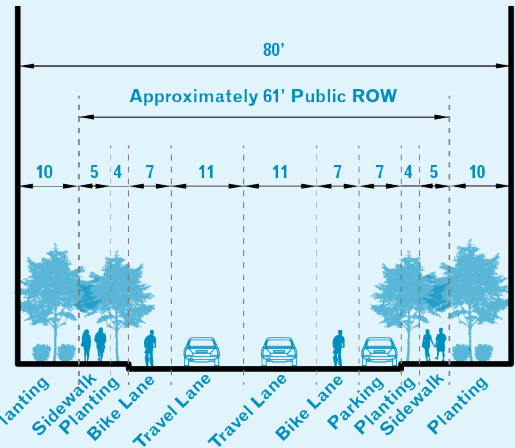 80’
Approximately 61’ Public ROW
10 5 4 7 11 11 7 7 4 5 10
lanting Sidewalk Planting Bike Lane Travel Lane Travel Lane Bike Lane Parking Planting Sidewalk Planting